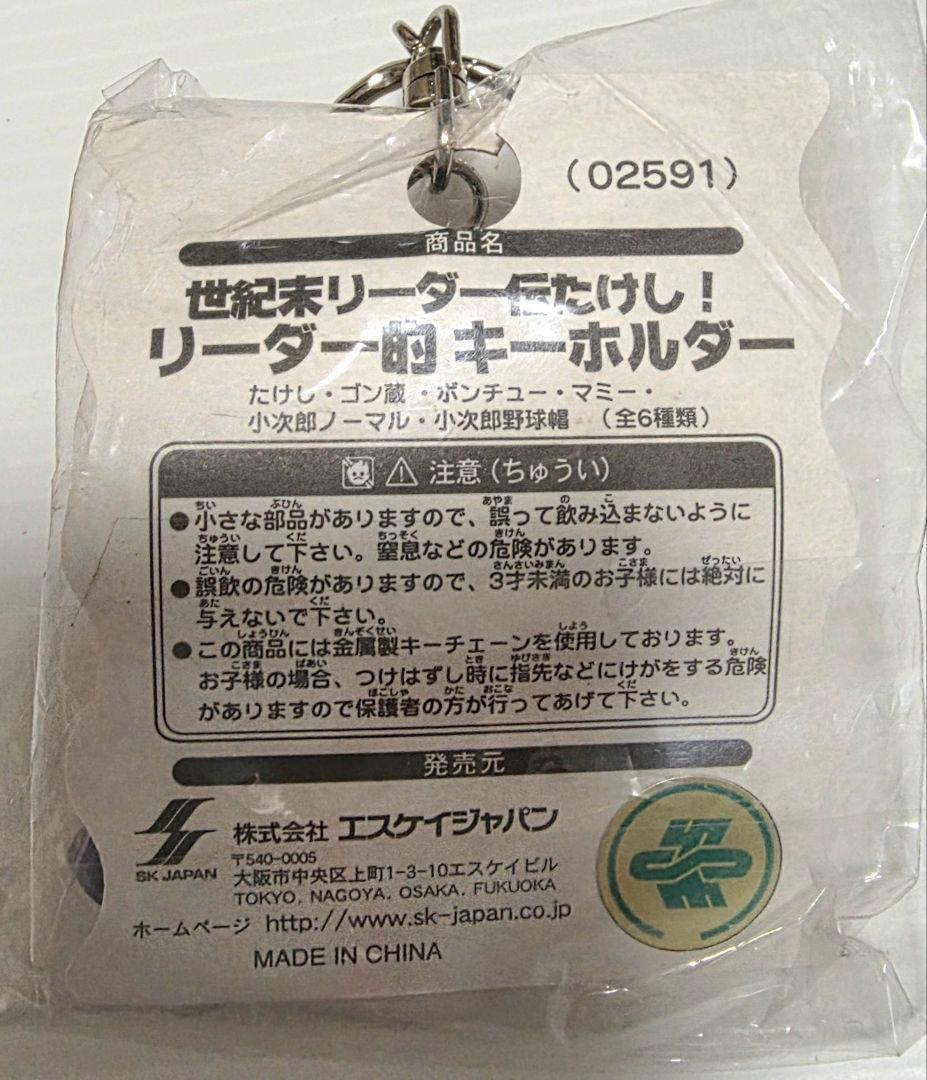 （02591）
商品名
世紀末リーダー伝たけし！
リーダー的 キーホルダー
たけし・ゴン蔵・ボンチュー・マミー・
小次郎ノーマル・小次郎野球帽 （全6種類）
注意（ちゅうい）
●小さな部品がありますので、誤って飲み込まないように
注意して下さい。窒息などの危険があります。
●誤飲の危険がありますので、3才未満のお子様には絶対に
与えないで下さい。
●この商品には金属製キーチェーンを使用しております。
お子様の場合、つけはずし時に指先などにけがをする危険
がありますので保護者の方が行ってあげて下さい。
発売元
SK JAPAN
株式会社 エスケイジャパン
〒540-0005
大阪市中央区上町1-3-10エスケイビル
TOKYO, NAGOYA, OSAKA, FUKUOKA
ホームページ http://www.sk-japan.co.jp
MADE IN CHINA